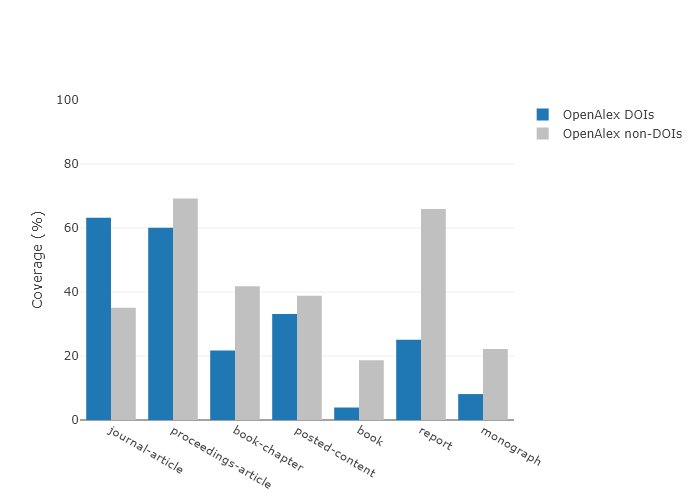 100
80
60
40
20
0
Coverage (%)
journal-article
proceedings-article
book-chapter
posted-content
book
report
monograph
OpenAlex DOIs
OpenAlex non-DOIs